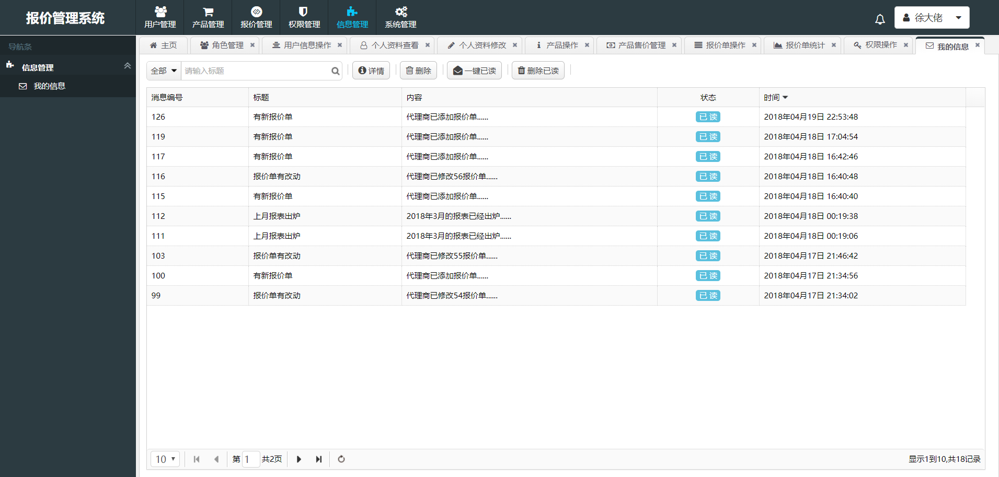 报价管理系统
用户管理 产品管理 报价管理 权限管理 信息管理 系统管理
徐大佬
导航条
信息管理
我的信息
主页 角色管理 用户信息操作 个人资料查看 个人资料修改 产品操作 产品售价管理 报价单操作 报价单统计 权限操作 我的信息
全部 请输入标题 详情 删除 一键已读 删除已读
消息编号 标题 内容 状态 时间
126 有新报价单 代理商已添加报价单...... 已 读 2018年04月19日 22:53:48
119 有新报价单 代理商已添加报价单...... 已 读 2018年04月18日 17:04:54
117 有新报价单 代理商已添加报价单...... 已 读 2018年04月18日 16:42:46
116 报价单有改动 代理商已修改56报价单...... 已 读 2018年04月18日 16:40:48
115 有新报价单 代理商已添加报价单...... 已 读 2018年04月18日 16:40:40
112 上月报表出炉 2018年3月的报表已经出炉...... 已 读 2018年04月18日 00:19:38
111 上月报表出炉 2018年3月的报表已经出炉...... 已 读 2018年04月18日 00:19:06
103 报价单有改动 代理商已修改55报价单...... 已 读 2018年04月17日 21:46:42
100 有新报价单 代理商已添加报价单...... 已 读 2018年04月17日 21:34:56
99 报价单有改动 代理商已修改54报价单...... 已 读 2018年04月17日 21:34:02
10 第 1 共2页 显示1到10,共18记录